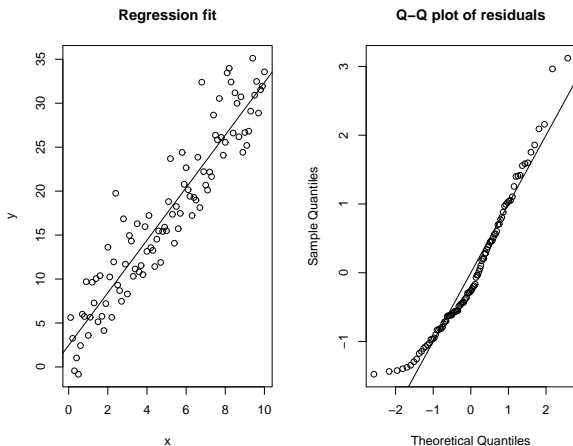 Regression fit
y
35
30
25
20
15
10
5
0
0 2 4 6 8 10
x
Q−Q plot of residuals
Sample Quantiles
3
2
1
0
−1
−2 −1 0 1 2
Theoretical Quantiles